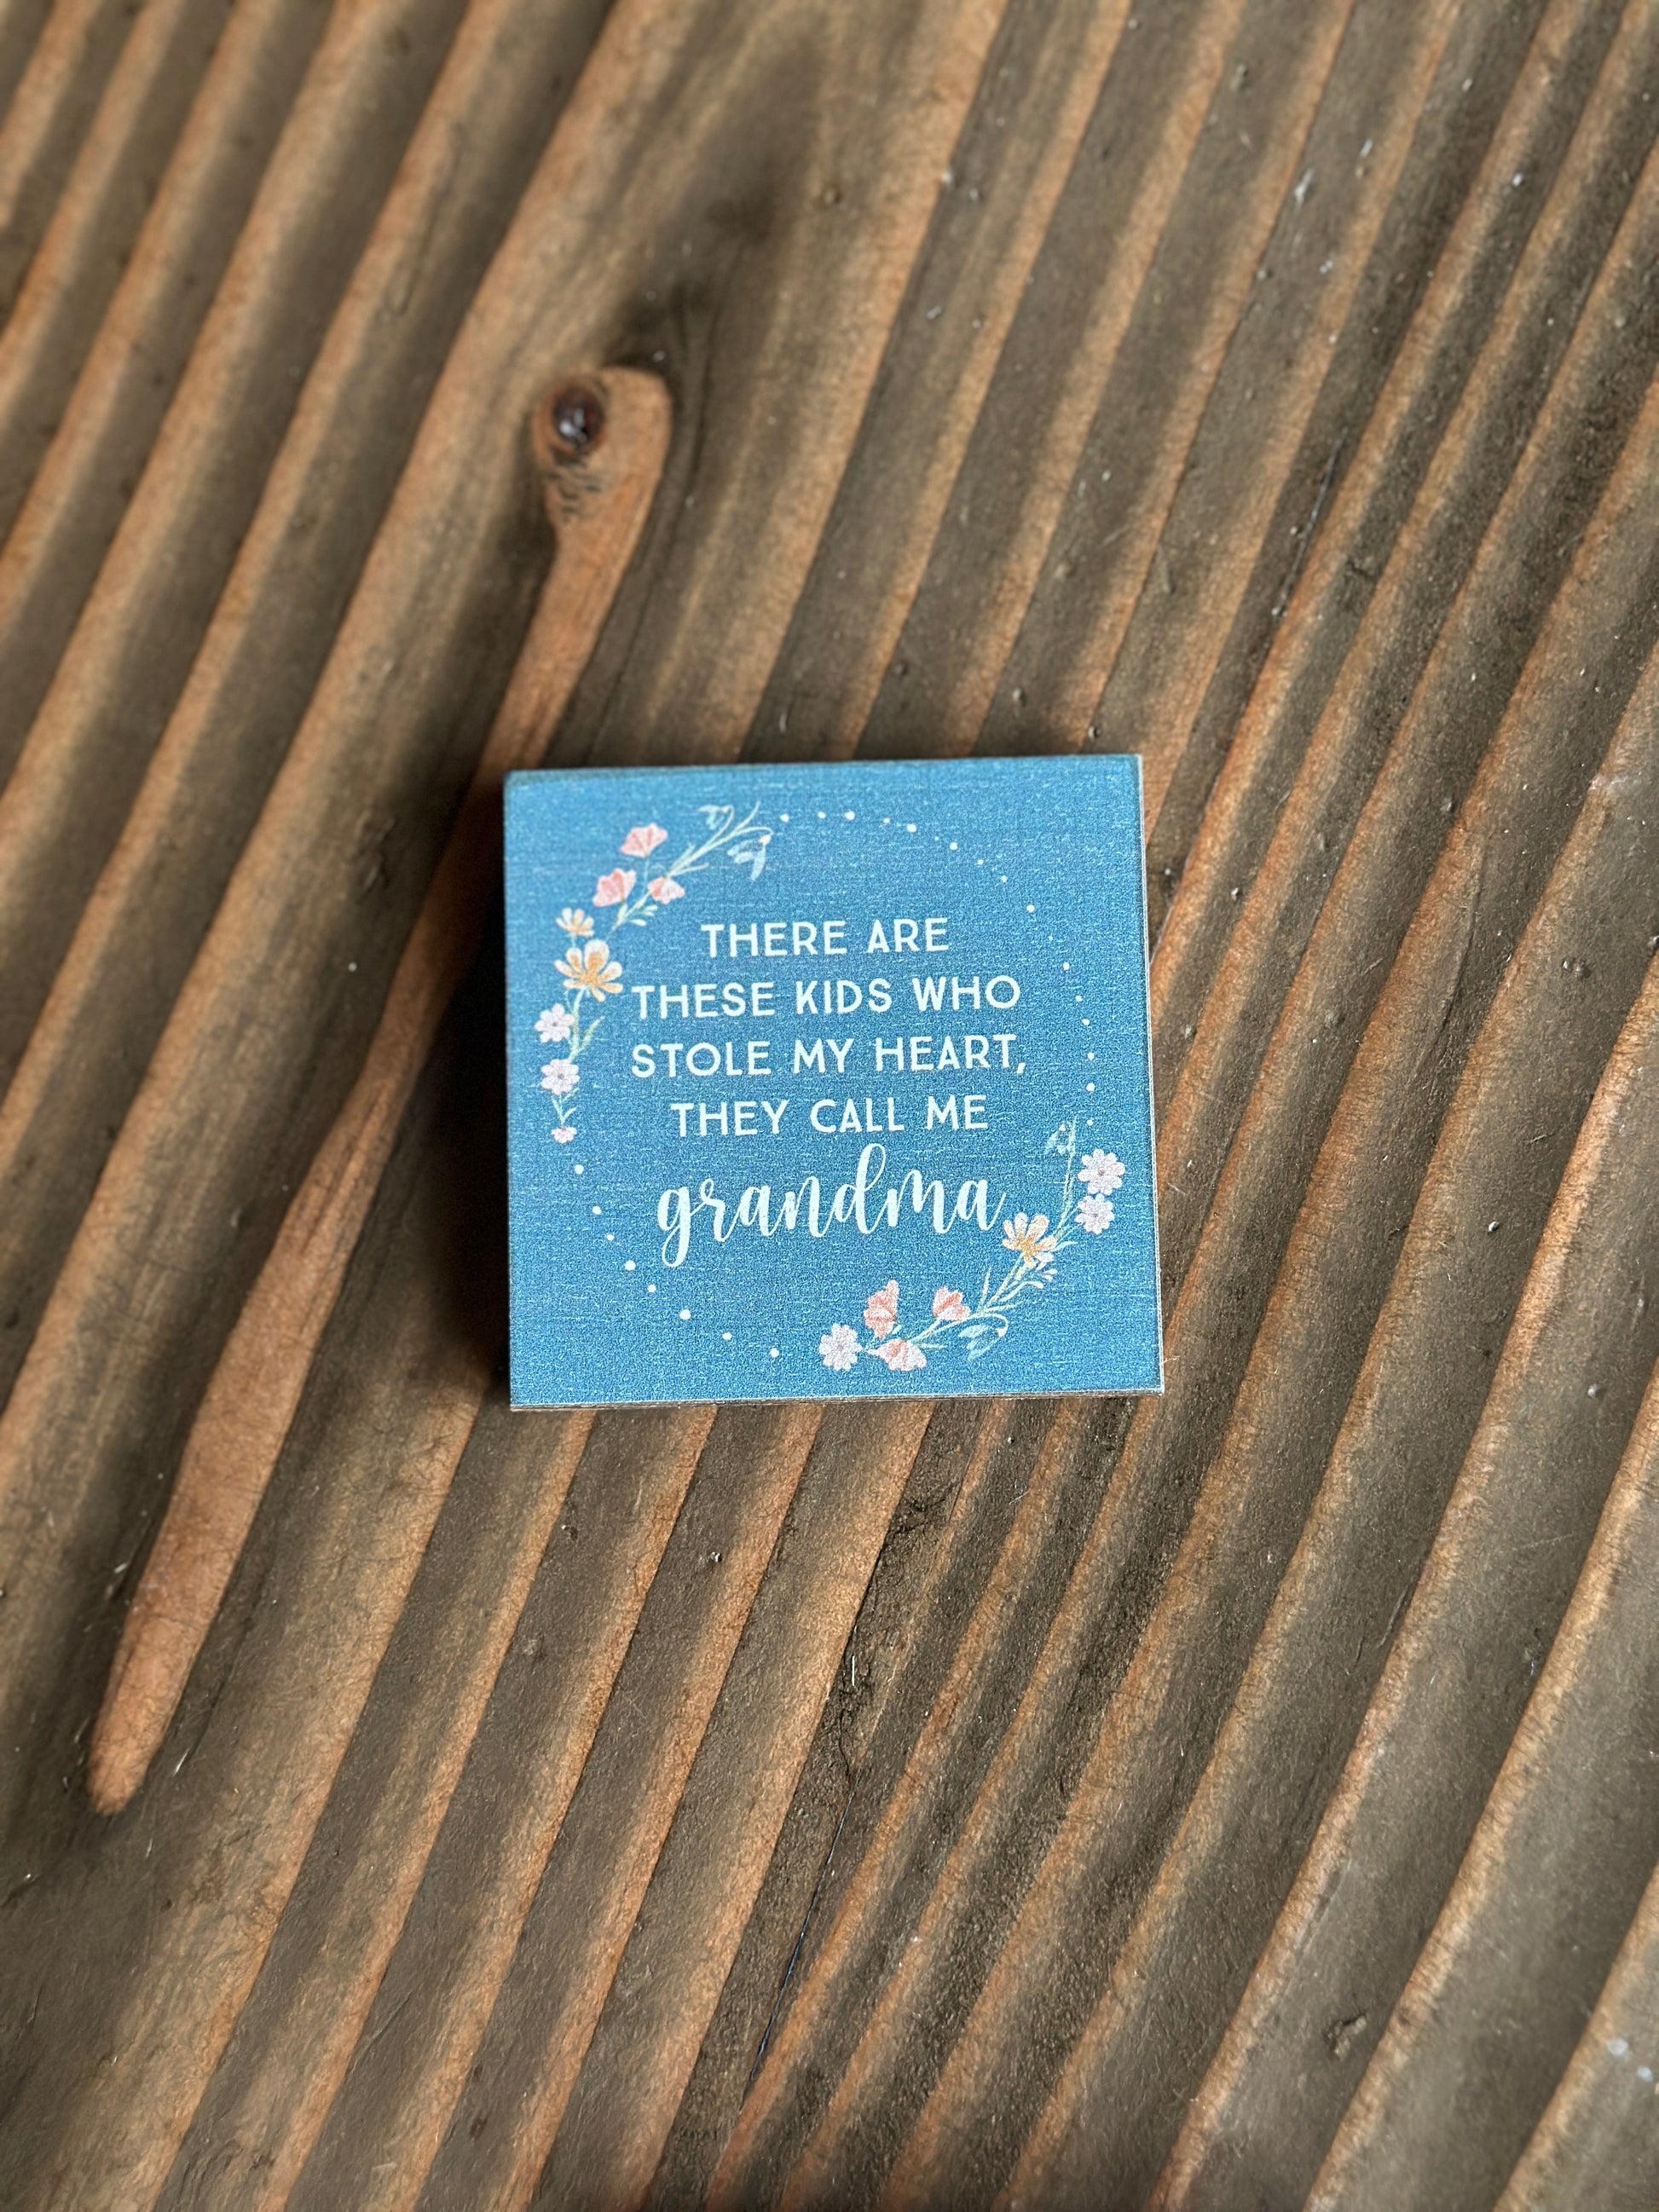 THERE ARE
THESE KIDS WHO
STOLE MY HEART,
THEY CALL ME
grandma